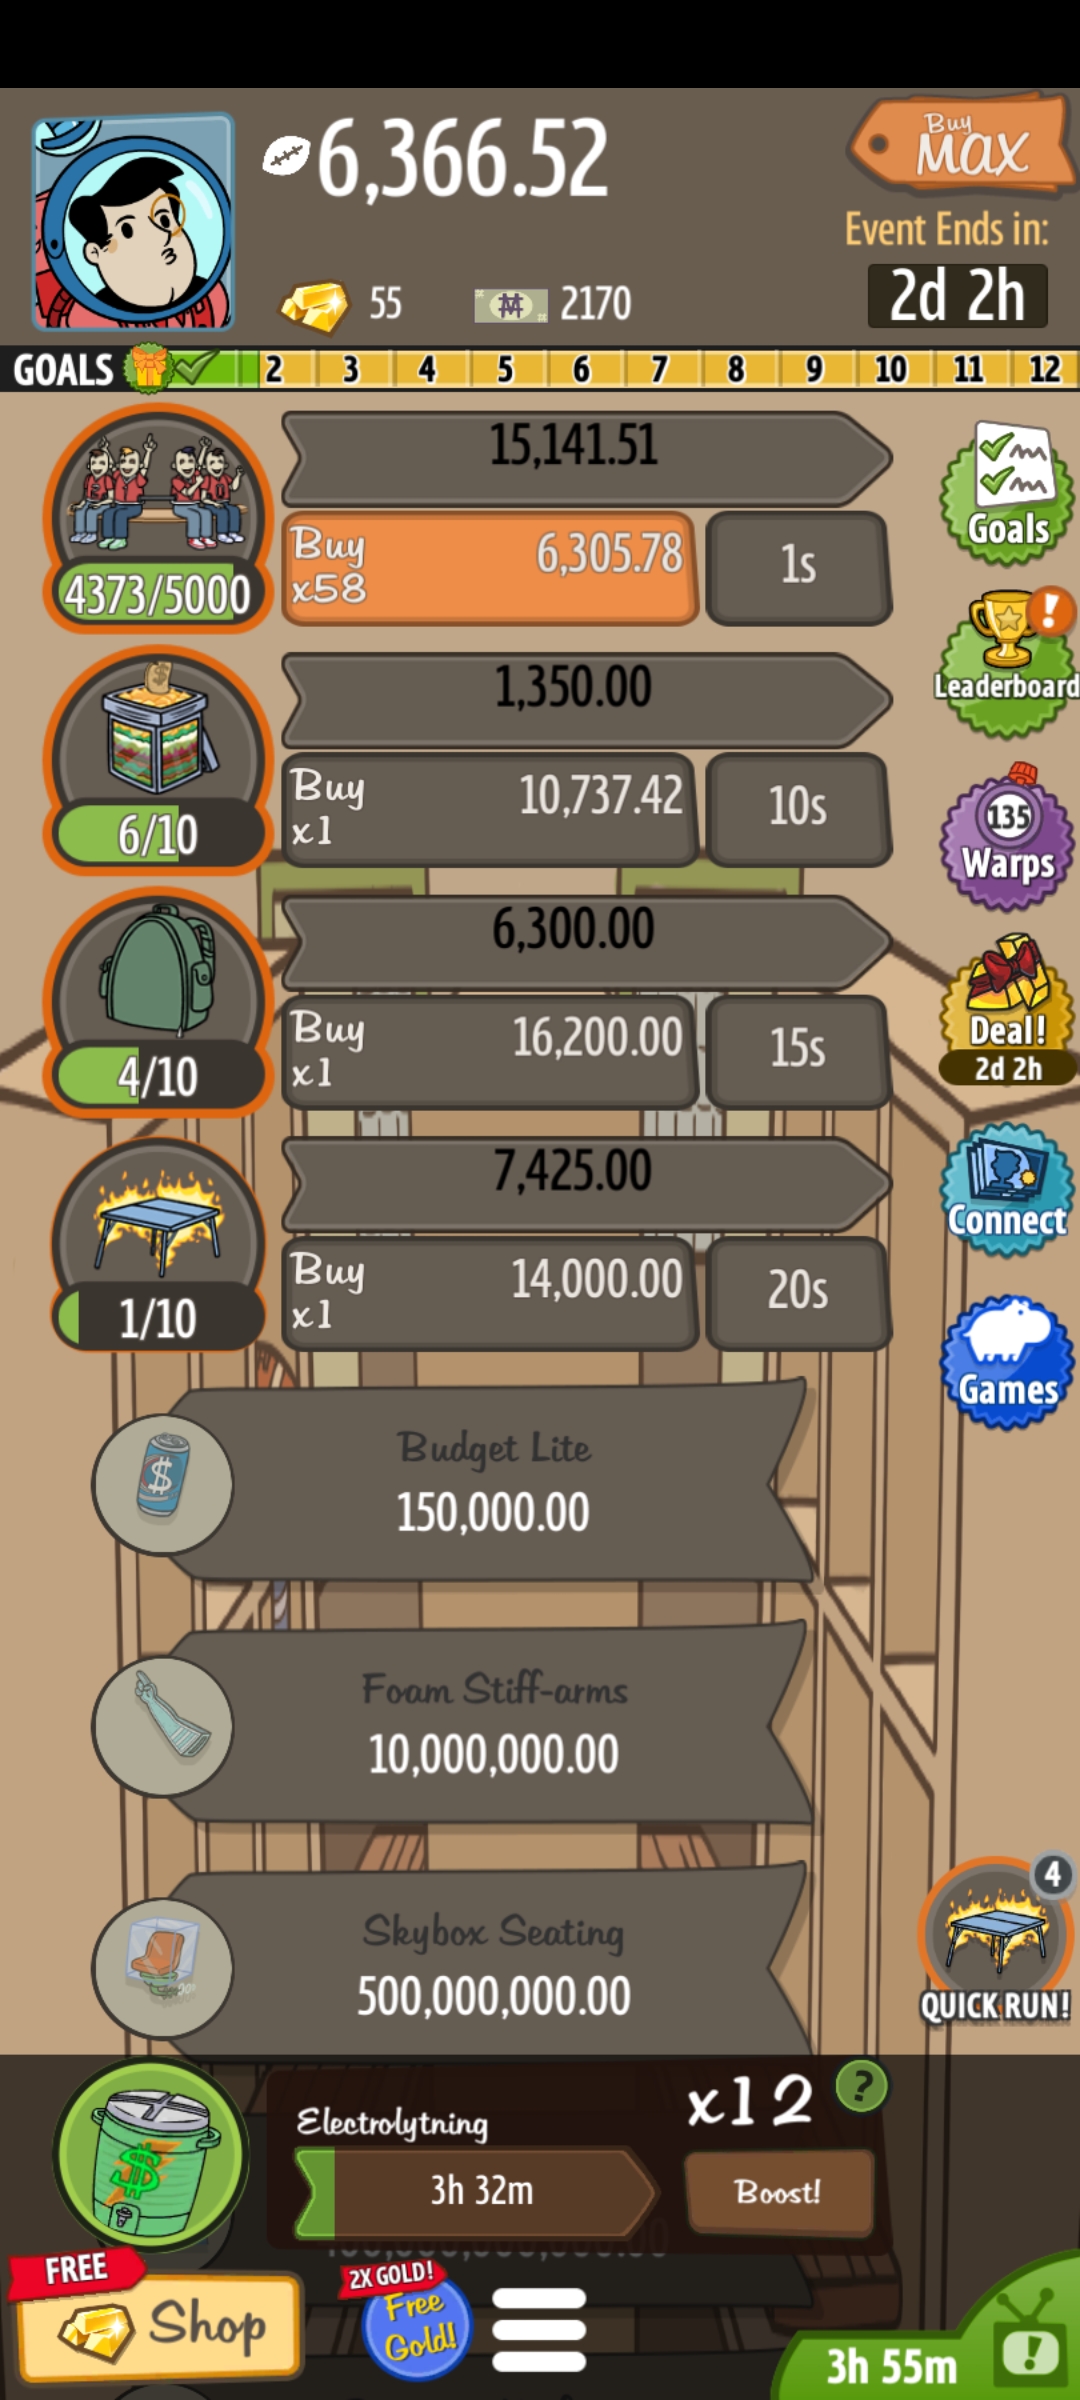 6,366.52
Buy
MAX
Event Ends in:
2d 2h
55
2170
GOALS 2 3 4 5 6 7 8 9 10 11 12
15,141.51
Buy
x58
6,305.78
1s
4373/5000
Goals
Leaderboard
1,350.00
Buy
x1
10,737.42
10s
6/10
135
Warps
6,300.00
Buy
x1
16,200.00
15s
4/10
Deal!
2d 2h
7,425.00
Buy
x1
14,000.00
20s
1/10
Connect
Games
Budget Lite
150,000.00
Foam Stiff-arms
10,000,000.00
Skybox Seating
500,000,000.00
4
QUICK RUN!
Electrolytning
x12
?
3h 32m
Boost!
FREE
Shop
2X GOLD!
Free
Gold!
3h 55m